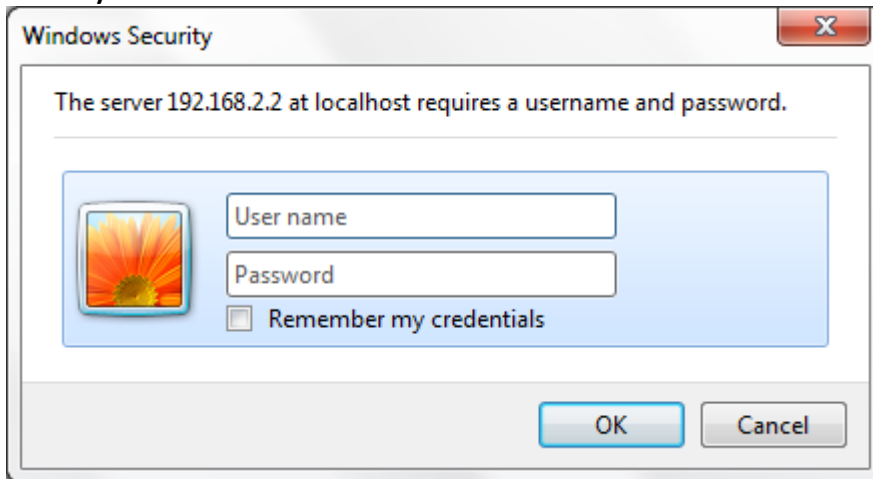 Windows Security
The server 192.168.2.2 at localhost requires a username and password.
User name
Password
Remember my credentials
OK
Cancel